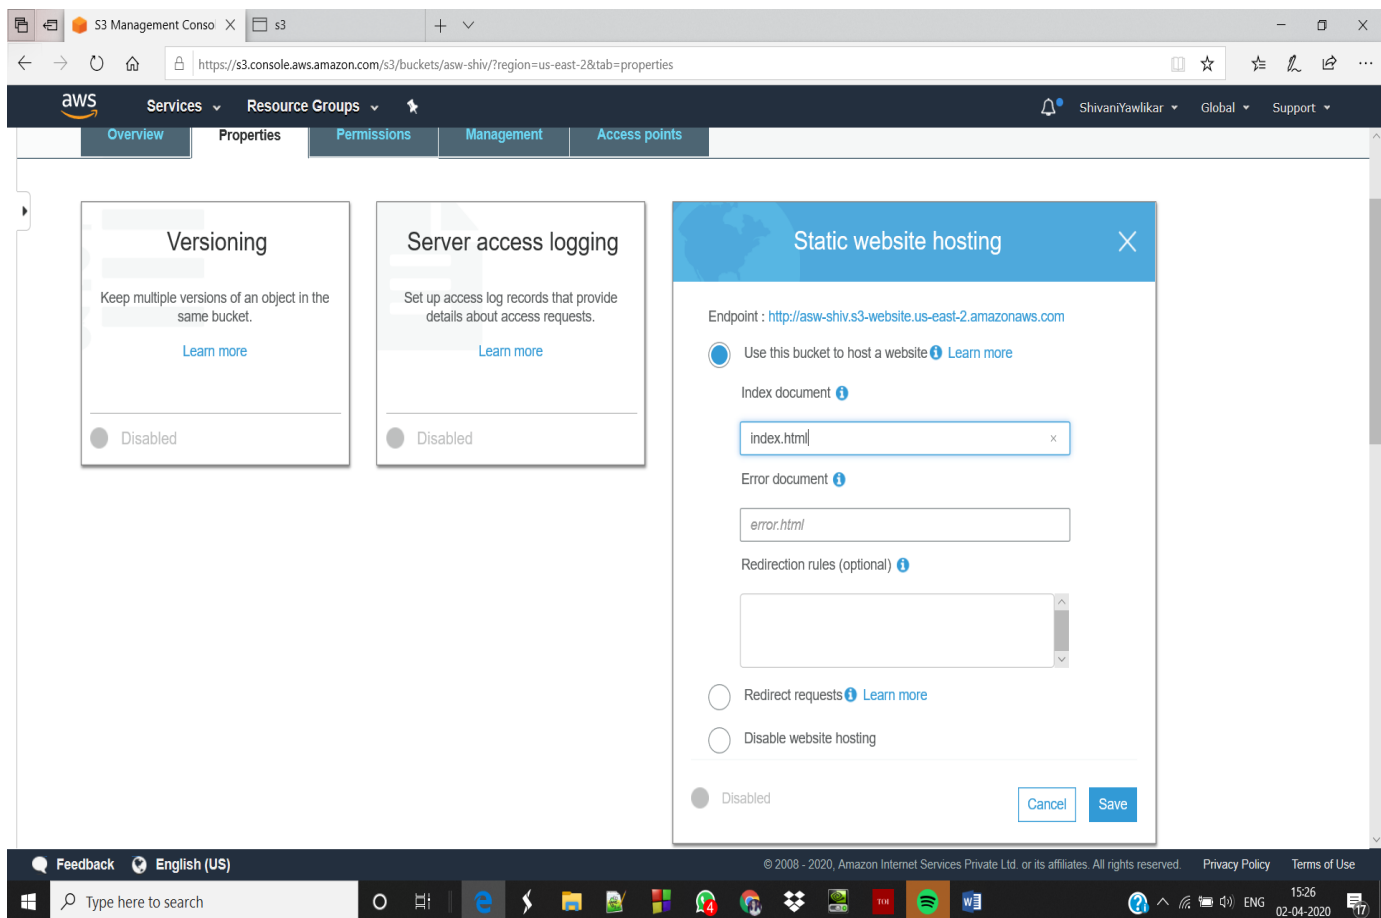 S3 Management Consol
s3
https://s3.console.aws.amazon.com/s3/buckets/asw-shiv/?region=us-east-2&tab=properties
aws
Services
Resource Groups
ShivaniYawlikar
Global
Support
Overview
Properties
Permissions
Management
Access points
Versioning
Keep multiple versions of an object in the
same bucket.
Learn more
Disabled
Server access logging
Set up access log records that provide
details about access requests.
Learn more
Disabled
Static website hosting
Endpoint : http://asw-shiv.s3-website.us-east-2.amazonaws.com
Use this bucket to host a website Learn more
Index document
index.html
Error document
error.html
Redirection rules (optional)
Redirect requests Learn more
Disable website hosting
Disabled
Cancel
Save
Feedback
English (US)
© 2008 - 2020, Amazon Internet Services Private Ltd. or its affiliates. All rights reserved.
Privacy Policy
Terms of Use
Type here to search
4
TOI
ENG
15:26
02-04-2020
17